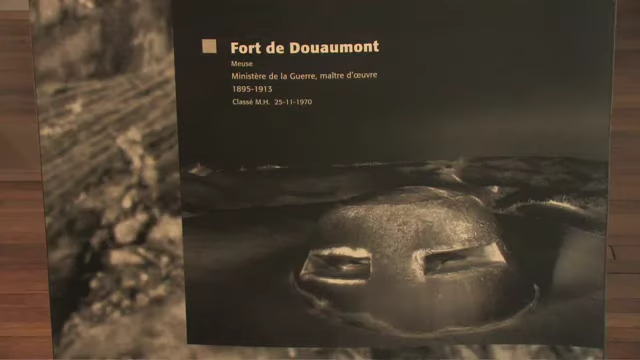 Fort de Douaumont
Meuse
Ministère de la Guerre, maître d'œuvre
1895-1913
Classé M.H. 25-11-1970